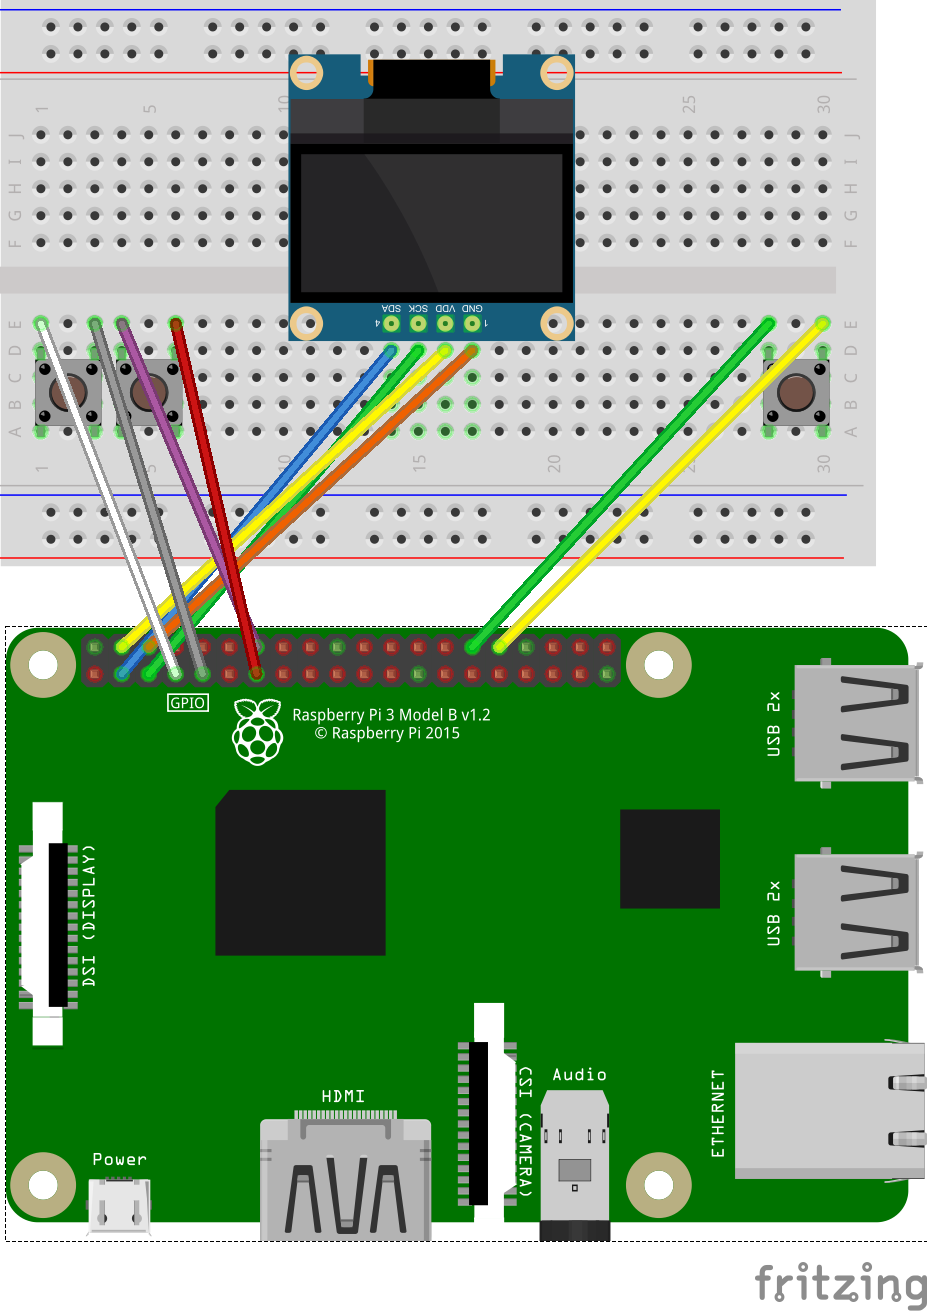 1 5 10 25 30
J J
I I
H H
G G
F F
SDA SCK VDD GND
4 1
E E
D D
C C
B B
A A
1 5 10 15 20 30
GPIO
Raspberry Pi 3 Model B v1.2
© Raspberry Pi 2015
USB 2x
DSI (DISPLAY)
USB 2x
CSI (CAMERA)
Audio
ETHERNET
HDMI
Power
fritzing